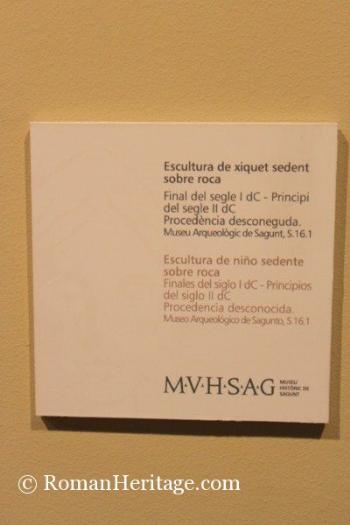 Escultura de xiquet sedent
sobre roca
Final del segle I dC - Principi
del segle II dC
Procedència desconeguda.
Museu Arqueològic de Sagunt, S.16.1
Escultura de niño sedente
sobre roca
Finales del siglo I dC - Principios
del siglo II dC
Procedencia desconocida.
Museo Arqueológico de Sagunto, S.16.1
M·V·H·S·A·G
MUSEU
HISTÒRIC DE
SAGUNT
© RomanHeritage.com